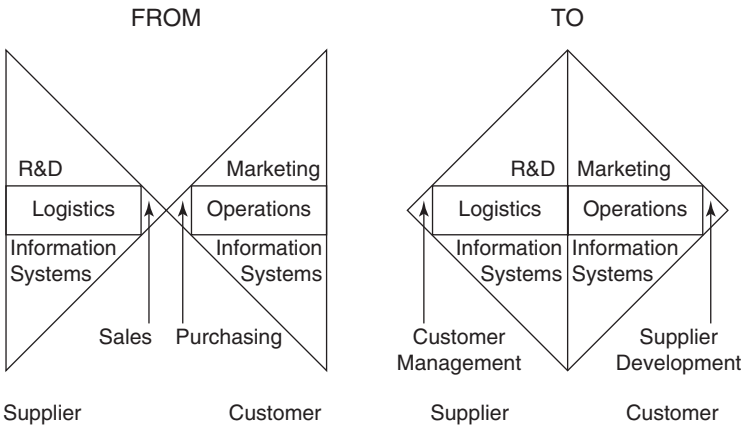 FROM
TO
R&D
Marketing
R&D
Marketing
Logistics
Operations
Logistics
Operations
Information
Systems
Information
Systems
Information
Systems
Information
Systems
Sales
Purchasing
Customer
Management
Supplier
Development
Supplier
Customer
Supplier
Customer